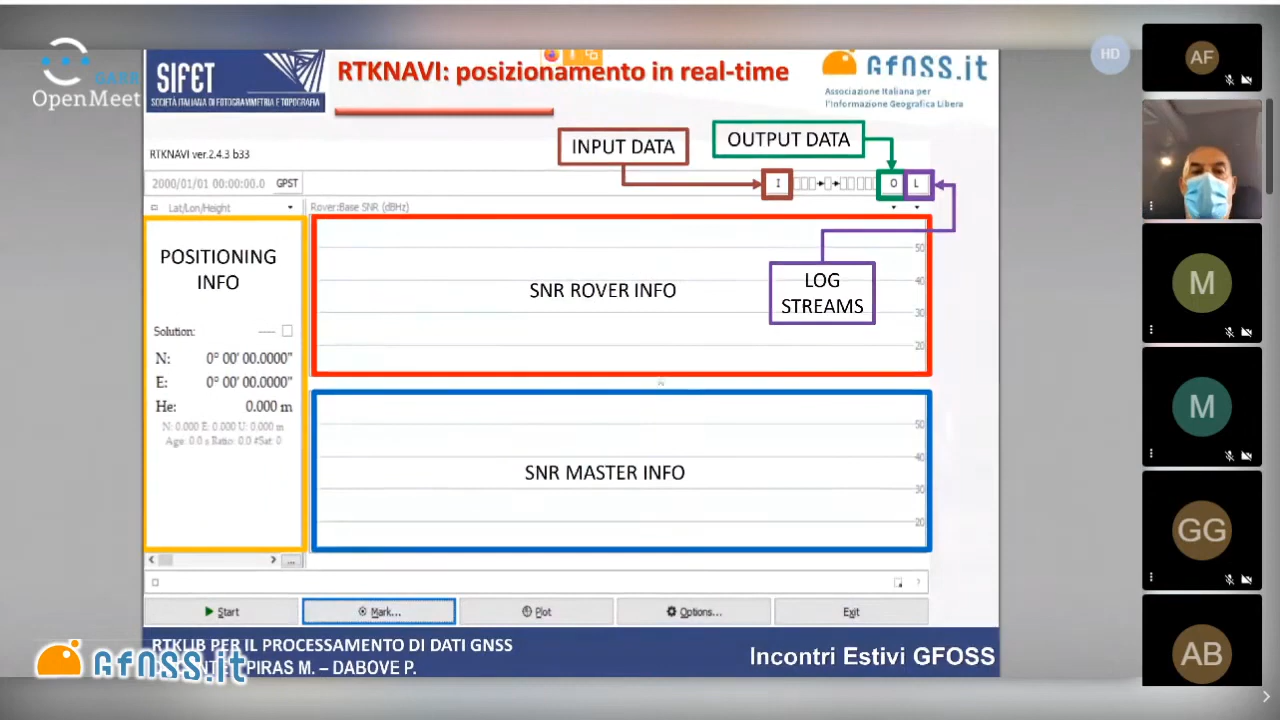 GARR
OpenMeet
SIFET
SOCIETÀ ITALIANA DI FOTOGRAMMETRIA E TOPOGRAFIA
RTKNAVI: posizionamento in real-time
GFOSS.it
Associazione Italiana per
l'Informazione Geografica Libera
HD
AF
INPUT DATA
OUTPUT DATA
RTKNAVI ver.2.4.3 b33
2000/01/01 00:00:00.0 GPST
I
O
L
Lat/Lon/Height
Rover:Base SNR (dBHz)
POSITIONING
INFO
SNR ROVER INFO
LOG
STREAMS
50
40
30
20
Solution: ----
N: 0° 00' 00.0000"
E: 0° 00' 00.0000"
He: 0.000 m
N: 0.000 E: 0.000 U: 0.000 m
Age: 0.0 s Ratio: 0.0 #Sat: 0
SNR MASTER INFO
50
40
30
20
...
?
Start
Mark...
Plot
Options...
Exit
RTKLIB PER IL PROCESSAMENTO DI DATI GNSS
PIRAS M. – DABOVE P.
GFOSS.it
Incontri Estivi GFOSS
M
M
GG
AB